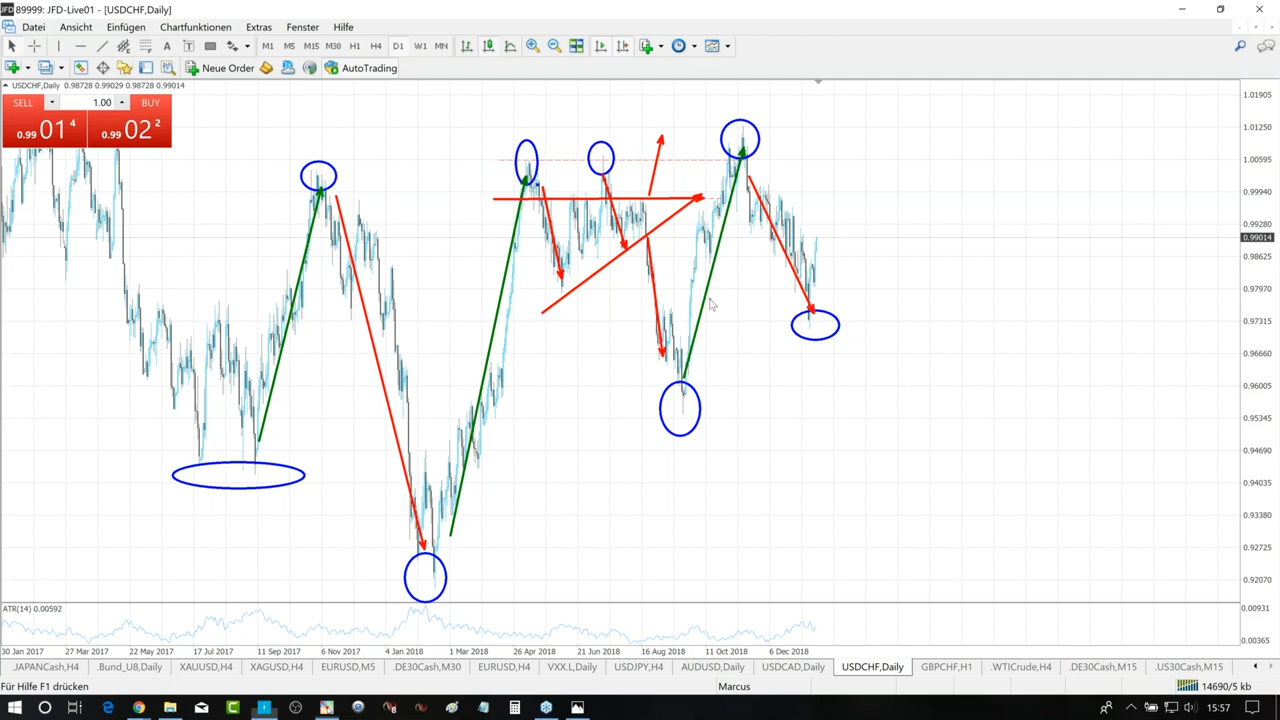 89999: JFD-Live01 - [USDCHF,Daily]
Datei Ansicht Einfügen Chartfunktionen Extras Fenster Hilfe
M1 M5 M15 M30 H1 H4 D1 W1 MN
Neue Order AutoTrading
USDCHF,Daily 0.98728 0.99029 0.98728 0.99014
SELL 1.00 BUY
0.99 01 4 0.99 02 2
1.01905
1.01250
1.00595
0.99940
0.99280
0.99014
0.98625
0.97970
0.97315
0.96660
0.96005
0.95345
0.94690
0.94035
0.93380
0.92725
0.92070
ATR(14) 0.00592
0.00931
0.00365
30 Jan 2017 27 Mar 2017 22 May 2017 17 Jul 2017 11 Sep 2017 6 Nov 2017 4 Jan 2018 1 Mar 2018 26 Apr 2018 21 Jun 2018 16 Aug 2018 11 Oct 2018 6 Dec 2018
.JAPANCash,H4 .Bund_U8,Daily XAUUSD,H4 XAGUSD,H4 EURUSD,M5 .DE30Cash,M30 EURUSD,H4 VXX.L,Daily USDJPY,H4 AUDUSD,Daily USDCAD,Daily USDCHF,Daily GBPCHF,H1 .WTICrude,H4 .DE30Cash,M15 .US30Cash,M15
Für Hilfe F1 drücken Marcus 14690/5 kb
15:57